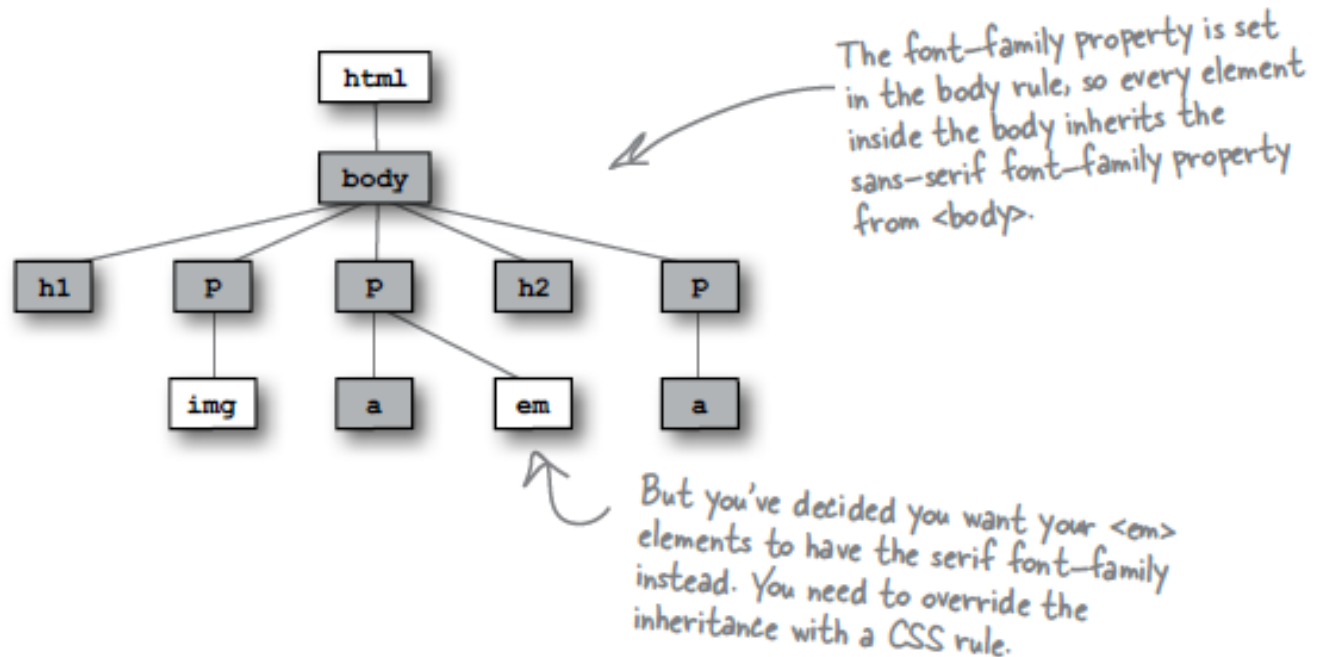 html
The font-family property is set
in the body rule, so every element
inside the body inherits the
sans-serif font-family property
from <body>.
body
h1 p p h2 p
img a em a
But you've decided you want your <em>
elements to have the serif font-family
instead. You need to override the
inheritance with a CSS rule.